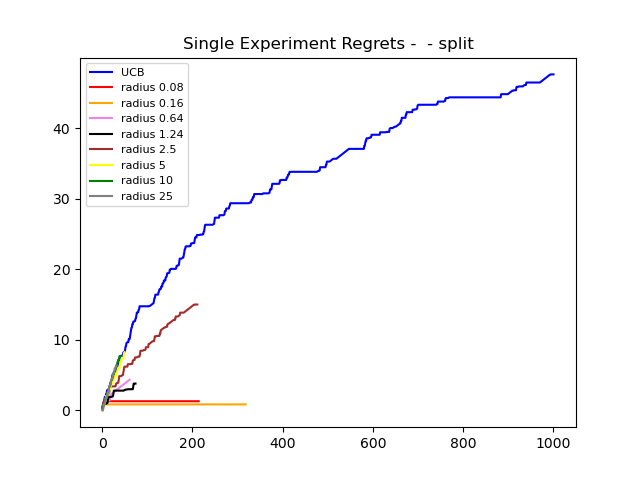 Single Experiment Regrets -  - split
UCB
radius 0.08
radius 0.16
radius 0.64
radius 1.24
radius 2.5
radius 5
radius 10
radius 25
40
30
20
10
0
0 200 400 600 800 1000